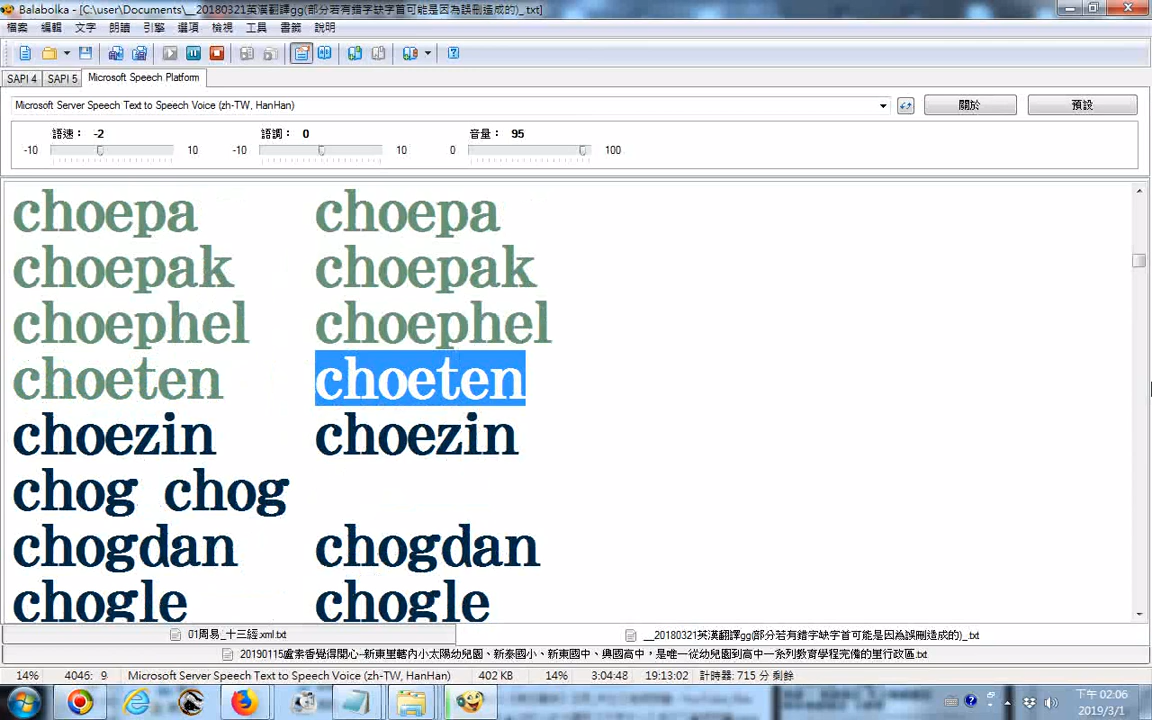 Balabolka - [C:\user\Documents\__20180321英漢翻譯gg(部分若有錯字缺字首可能是因為誤刪造成的)_.txt]
檔案 編輯 文字 朗讀 引擎 選項 檢視 工具 書籤 說明
SAPI 4 SAPI 5 Microsoft Speech Platform
Microsoft Server Speech Text to Speech Voice (zh-TW, HanHan) 關於 預設
語速： -2 語調： 0 音量： 95
-10 10 -10 10 0 100
choepa choepa
choepak choepak
choephel choephel
choeten choeten
choezin choezin
chog chog
chogdan chogdan
chogle chogle
01周易_十三經.xml.txt __20180321英漢翻譯gg(部分若有錯字缺字首可能是因為誤刪造成的)_.txt
20190115盧素香覺得開心--新東里轄內小太陽幼兒園、新泰國小、新東國中、興國高中，是唯一從幼兒園到高中一系列教育學程完備的里行政區.txt
14% 4046: 9 Microsoft Server Speech Text to Speech Voice (zh-TW, HanHan) 402 KB 14% 3:04:48 19:13:02 計時器: 715 分 剩餘
下午 02:06
2019/3/1